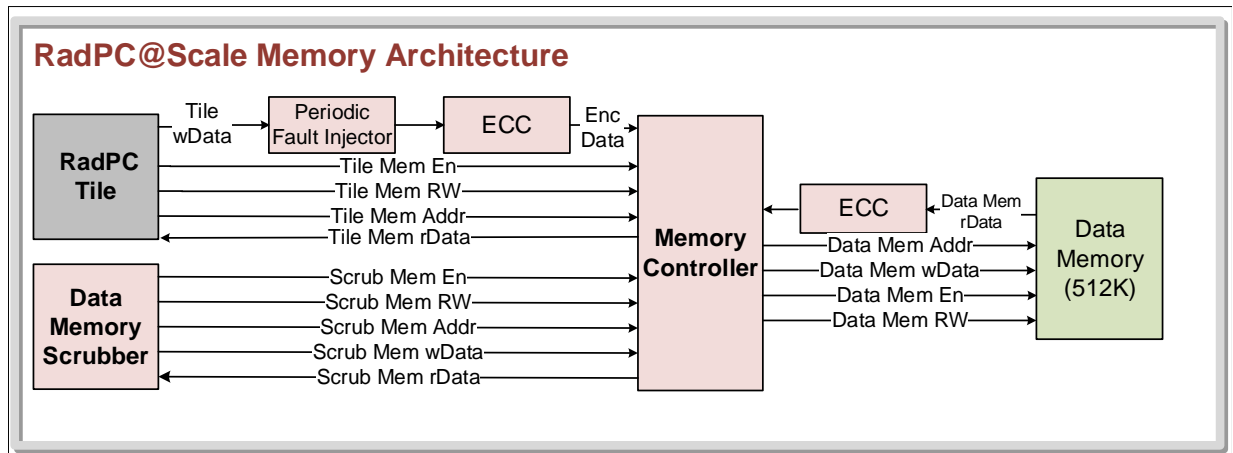 RadPC@Scale Memory Architecture
Tile
wData
Periodic
Fault Injector
ECC
Enc
Data
RadPC
Tile
Tile Mem En
Tile Mem RW
Tile Mem Addr
Tile Mem rData
Data
Memory
Scrubber
Scrub Mem En
Scrub Mem RW
Scrub Mem Addr
Scrub Mem wData
Scrub Mem rData
Memory
Controller
ECC
Data Mem
rData
Data Mem Addr
Data Mem wData
Data Mem En
Data Mem RW
Data
Memory
(512K)